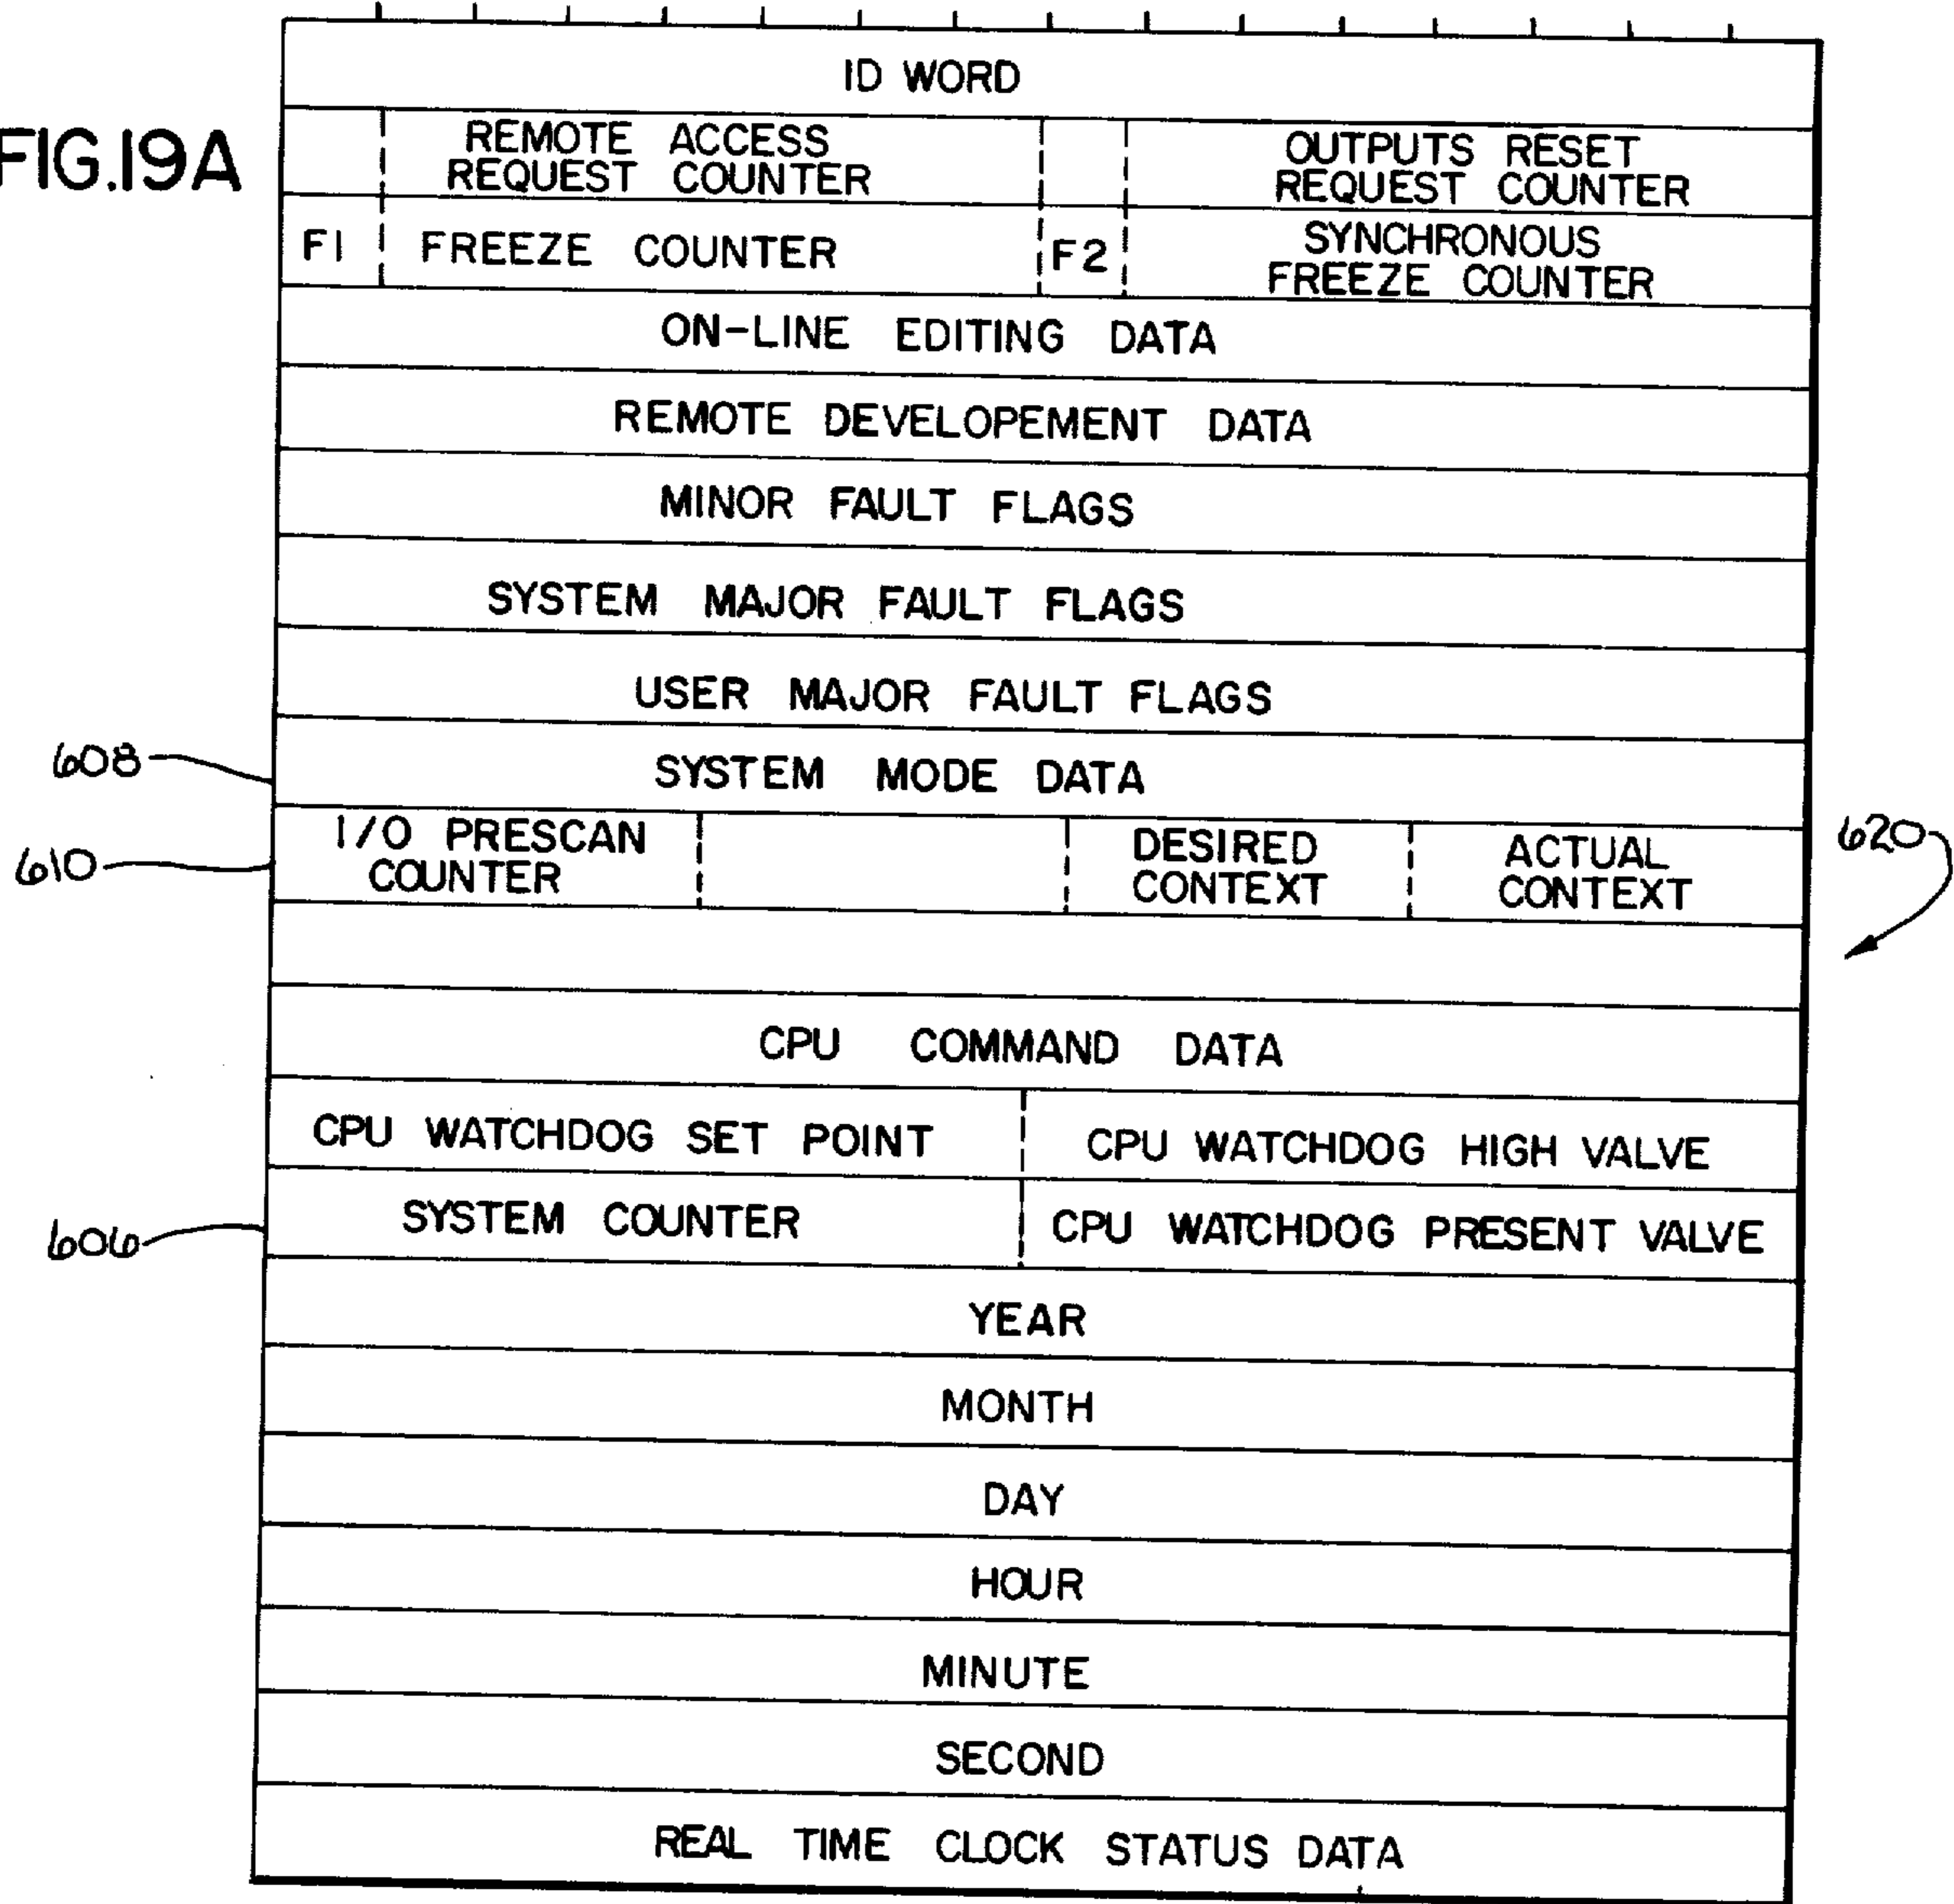 FIG.19A
ID WORD
REMOTE ACCESS
REQUEST COUNTER
OUTPUTS RESET
REQUEST COUNTER
F1
FREEZE COUNTER
F2
SYNCHRONOUS
FREEZE COUNTER
ON-LINE EDITING DATA
REMOTE DEVELOPEMENT DATA
MINOR FAULT FLAGS
SYSTEM MAJOR FAULT FLAGS
USER MAJOR FAULT FLAGS
608
SYSTEM MODE DATA
610
I/O PRESCAN
COUNTER
DESIRED
CONTEXT
ACTUAL
CONTEXT
620
CPU COMMAND DATA
CPU WATCHDOG SET POINT
CPU WATCHDOG HIGH VALVE
606
SYSTEM COUNTER
CPU WATCHDOG PRESENT VALVE
YEAR
MONTH
DAY
HOUR
MINUTE
SECOND
REAL TIME CLOCK STATUS DATA